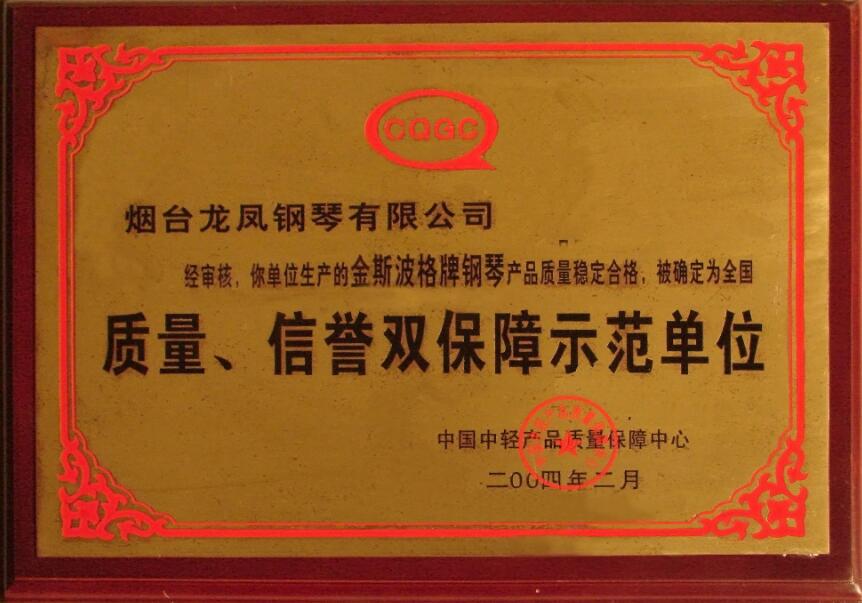 CQGC
烟台龙凤钢琴有限公司
经审核，你单位生产的金斯波格牌钢琴产品质量稳定合格，被确定为全国
质量、信誉双保障示范单位
中国中轻产品质量保障中心
二00四年二月